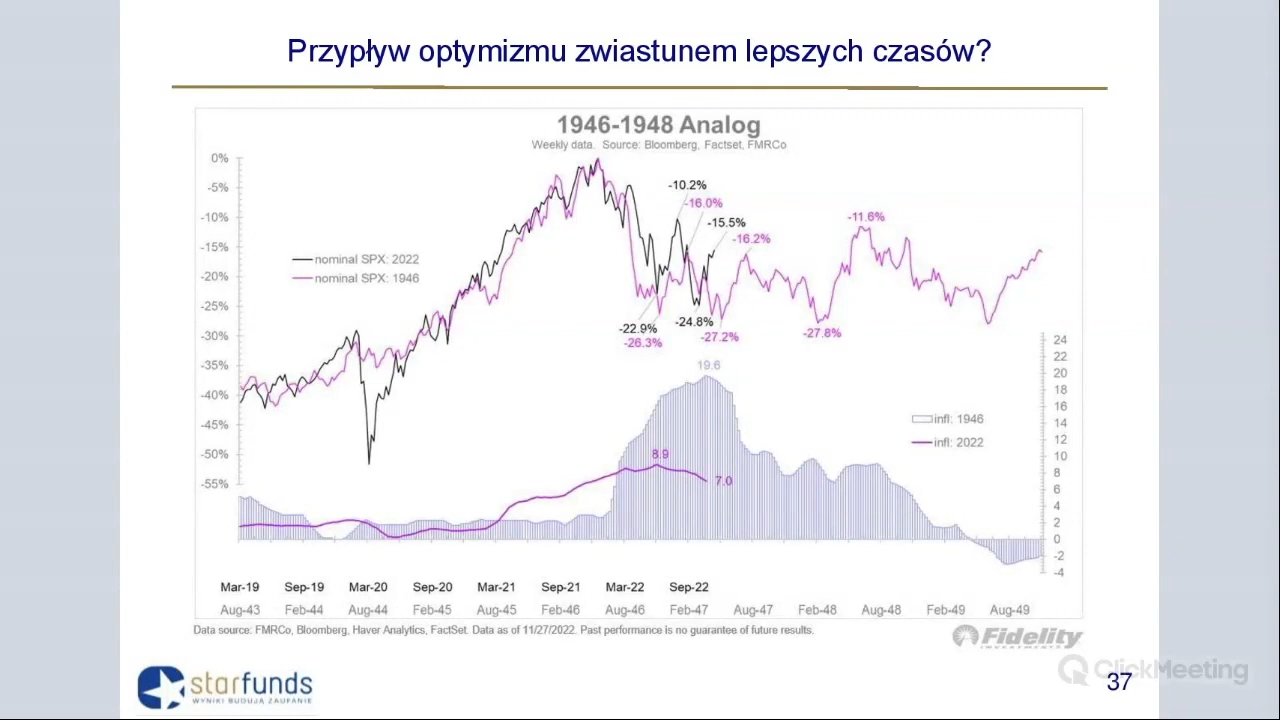 Przypływ optymizmu zwiastunem lepszych czasów?
1946-1948 Analog
Weekly data. Source: Bloomberg, Factset, FMRCo
0%
-5%
-10%
-15%
-20%
-25%
-30%
-35%
-40%
-45%
-50%
-55%
nominal SPX: 2022
nominal SPX: 1946
-10.2%
-16.0%
-15.5%
-16.2%
-11.6%
-22.9%
-26.3%
-24.8%
-27.2%
-27.8%
19.6
8.9
7.0
infl: 1946
infl: 2022
24
22
20
18
16
14
12
10
8
6
4
2
0
-2
-4
Mar-19 Sep-19 Mar-20 Sep-20 Mar-21 Sep-21 Mar-22 Sep-22
Aug-43 Feb-44 Aug-44 Feb-45 Aug-45 Feb-46 Aug-46 Feb-47 Aug-47 Feb-48 Aug-48 Feb-49 Aug-49
Data source: FMRCo, Bloomberg, Haver Analytics, FactSet. Data as of 11/27/2022. Past performance is no guarantee of future results.
Fidelity
INVESTMENTS
ClickMeeting
starfunds
WYNIKI BUDUJĄ ZAUFANIE
37